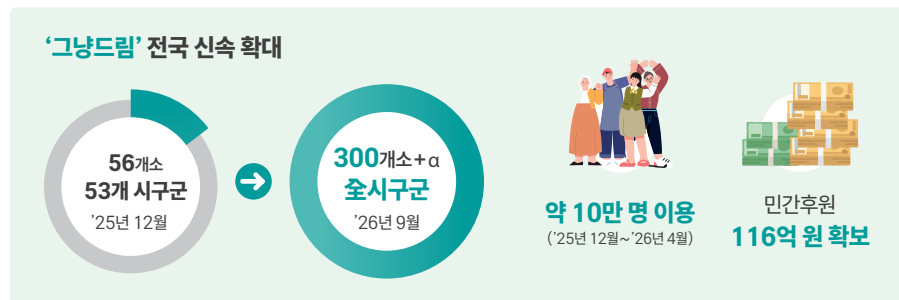 ‘그냥드림’ 전국 신속 확대
56개소
53개 시구군
’25년 12월
300개소+α
全시구군
’26년 9월
약 10만 명 이용
(’25년 12월~’26년 4월)
민간후원
116억 원 확보